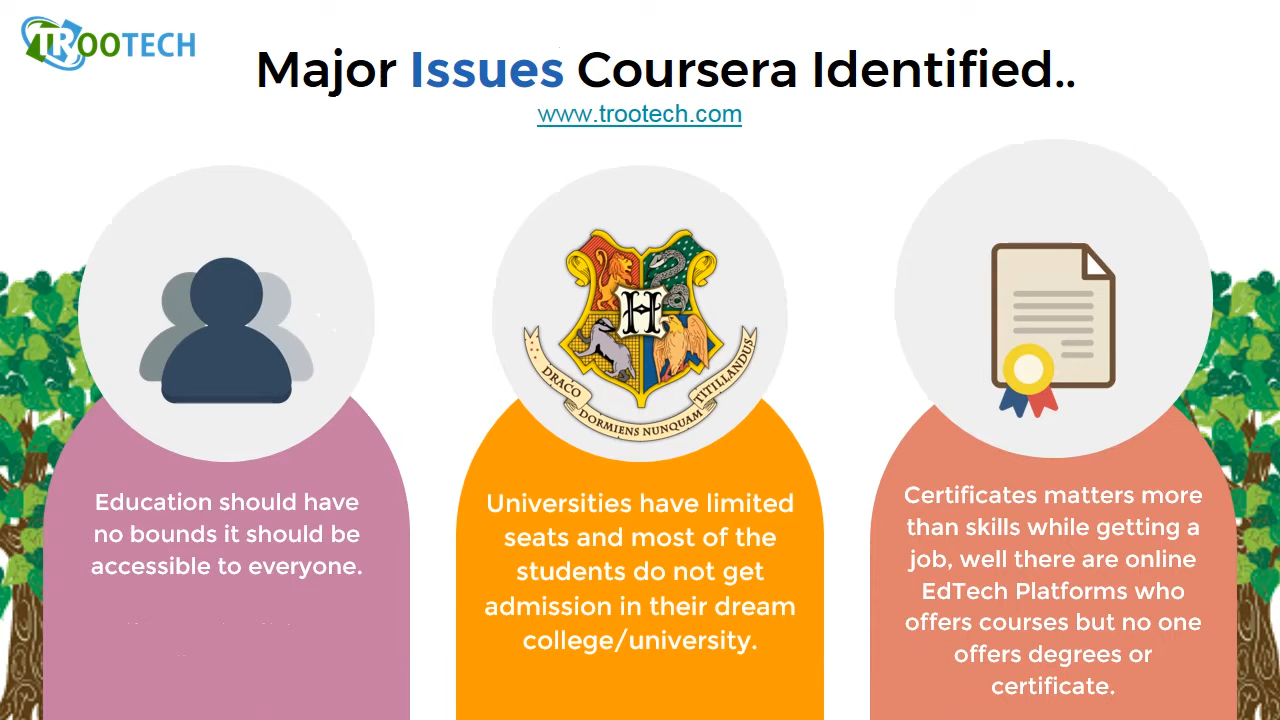 TROOTECH
Major Issues Coursera Identified..
www.trootech.com
H
DRACO
DORMIENS NUNQUAM
TITILLANDUS
Education should have
no bounds it should be
accessible to everyone.
Universities have limited
seats and most of the
students do not get
admission in their dream
college/university.
Certificates matters more
than skills while getting a
job, well there are online
EdTech Platforms who
offers courses but no one
offers degrees or
certificate.